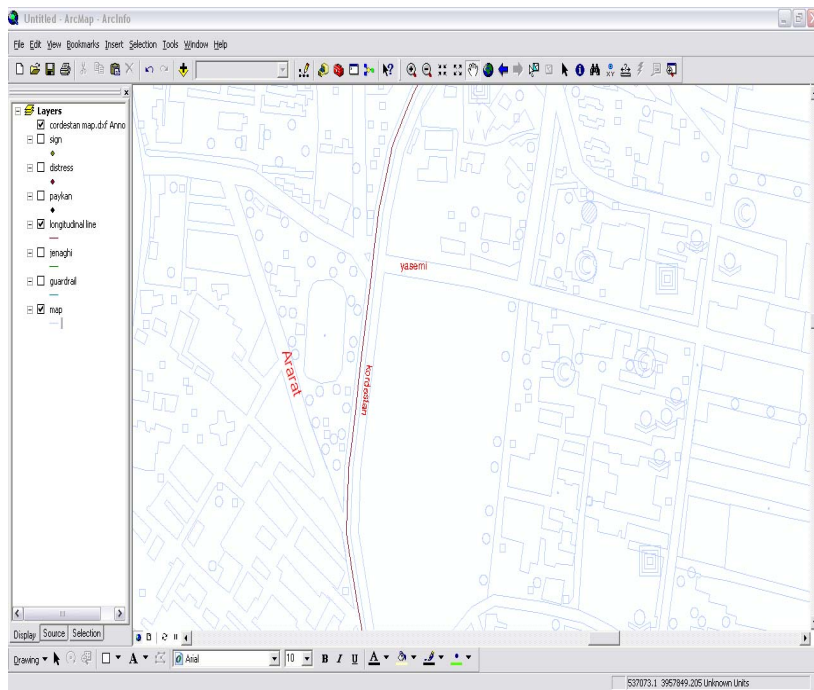 Untitled - ArcMap - ArcInfo
File Edit View Bookmarks Insert Selection Tools Window Help
Layers
cordestan map.dxf Anno
sign
distress
paykan
longitudinal line
jenaghi
guardrail
map
yasemi
Ararat
kordestan
Display Source Selection
Drawing A Arial 10 B I U A
537073.1 3957849.205 Unknown Units